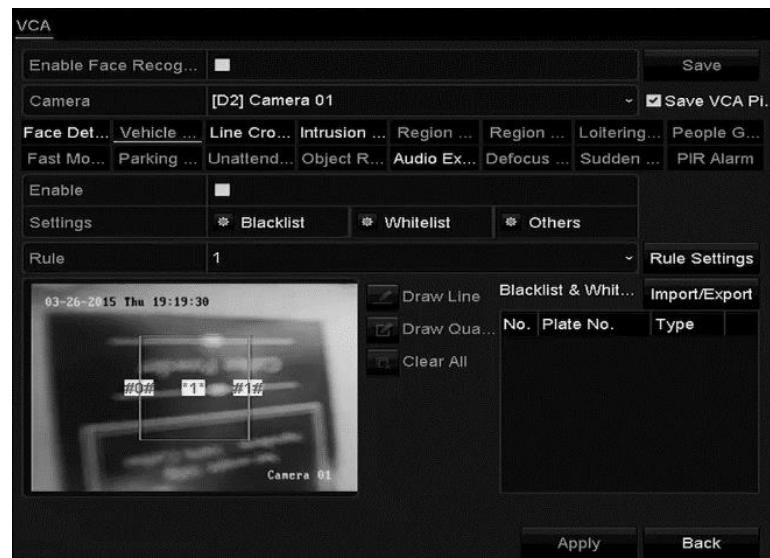 VCA
Enable Face Recog... Save
Camera [D2] Camera 01 Save VCA Pi.
Face Det... Vehicle ... Line Cro... Intrusion ... Region ... Region ... Loitering... People G...
Fast Mo... Parking ... Unattend... Object R... Audio Ex... Defocus ... Sudden ... PIR Alarm
Enable
Settings Blacklist Whitelist Others
Rule 1 Rule Settings
03-26-2015 Thu 19:19:30
Draw Line Blacklist & Whit... Import/Export
Draw Qua... No. Plate No. Type
Clear All
#0# *1* #1#
Camera 01
Apply Back